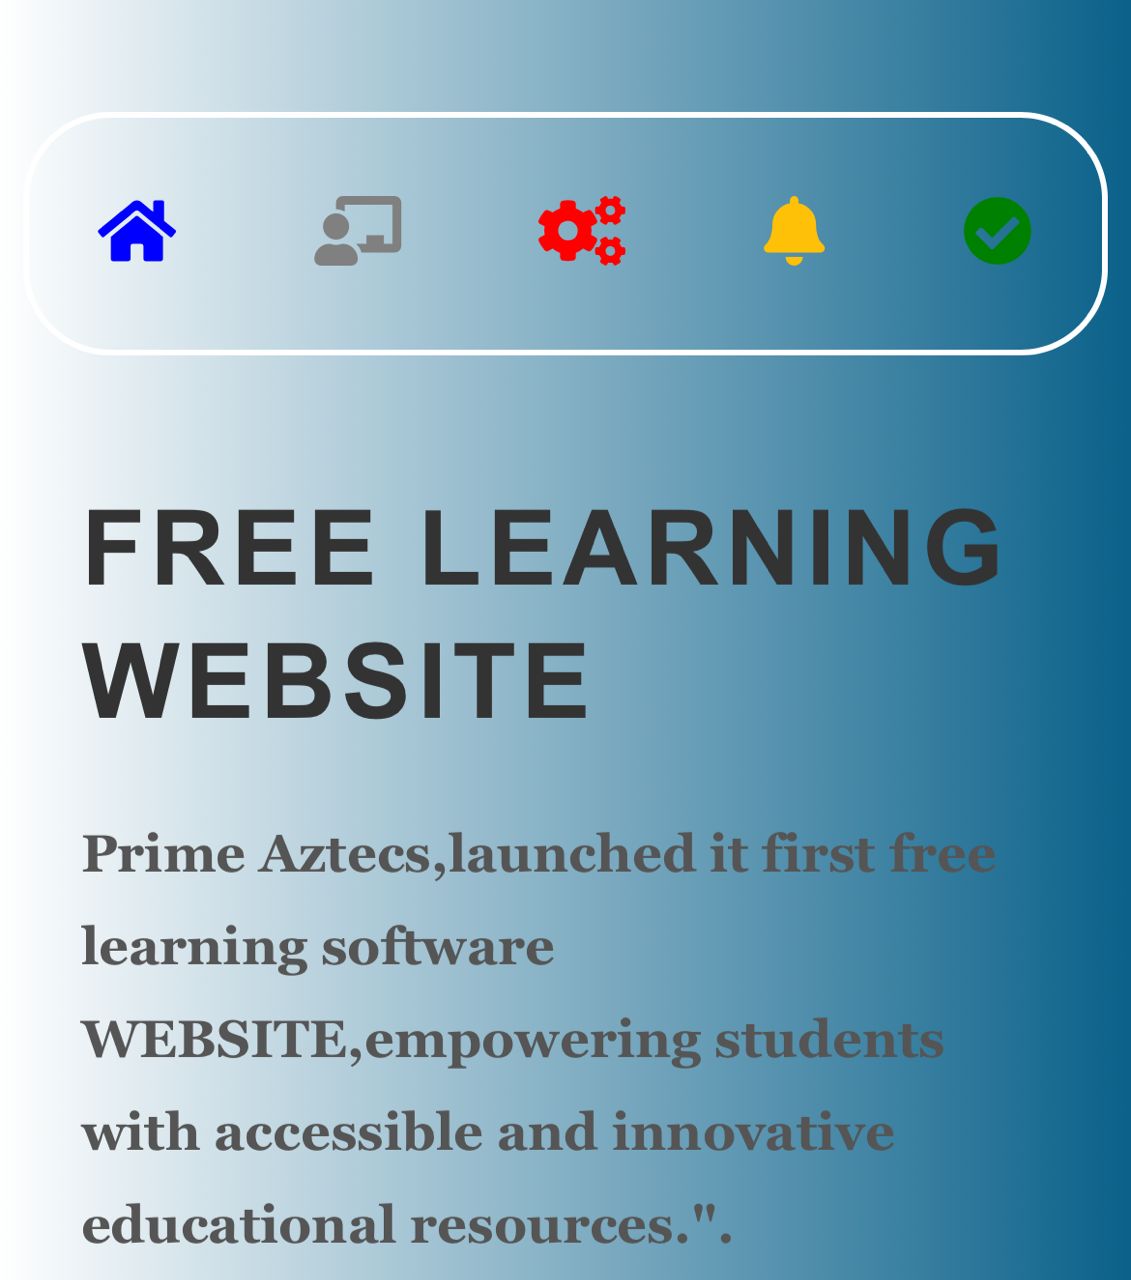 FREE LEARNING
WEBSITE
Prime Aztecs,launched it first free
learning software
WEBSITE,empowering students
with accessible and innovative
educational resources.".